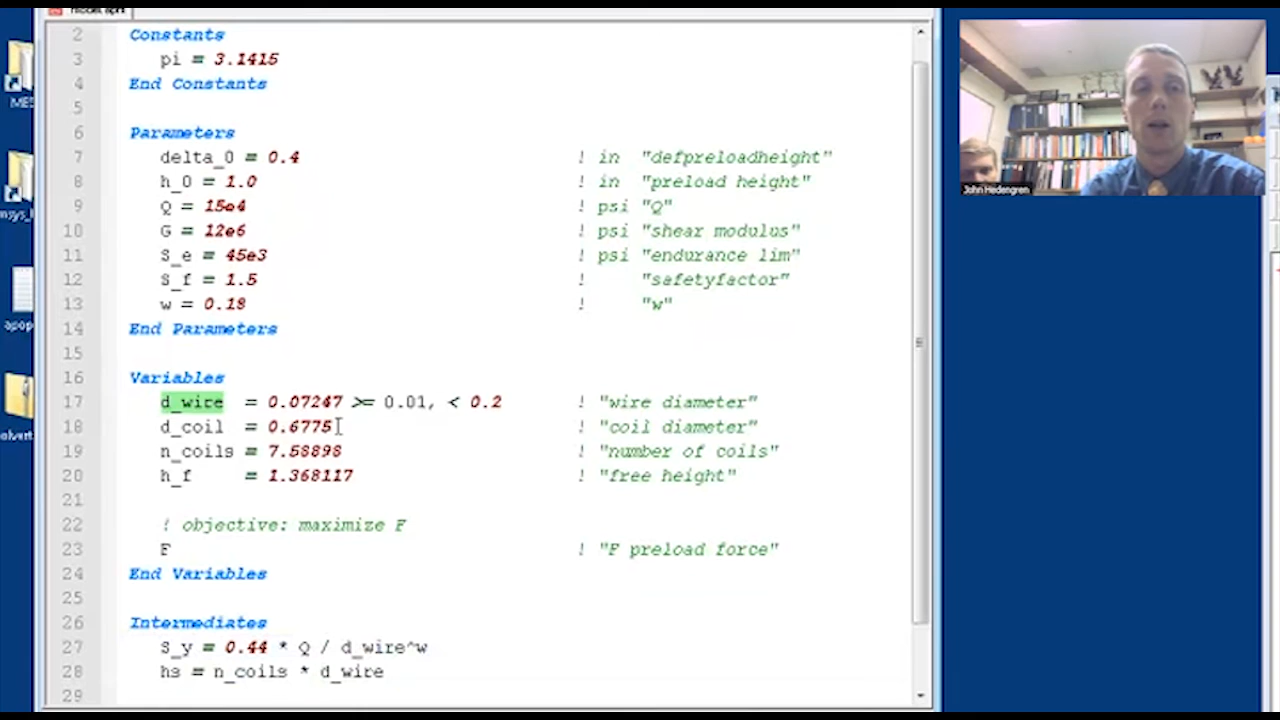 2 Constants
3 pi = 3.1415
4 End Constants
5
6 Parameters
7 delta_0 = 0.4 ! in "defpreloadheight"
8 h_0 = 1.0 ! in "preload height"
9 Q = 15e4 ! psi "Q"
10 G = 12e6 ! psi "shear modulus"
11 S_e = 45e3 ! psi "endurance lim"
12 S_f = 1.5 ! "safetyfactor"
13 w = 0.18 ! "w"
14 End Parameters
15
16 Variables
17 d_wire = 0.07247 >= 0.01, < 0.2 ! "wire diameter"
18 d_coil = 0.6775 ! "coil diameter"
19 n_coils = 7.58898 ! "number of coils"
20 h_f = 1.368117 ! "free height"
21
22 ! objective: maximize F
23 F ! "F preload force"
24 End Variables
25
26 Intermediates
27 S_y = 0.44 * Q / d_wire^w
28 hs = n_coils * d_wire
29
John Hedengren